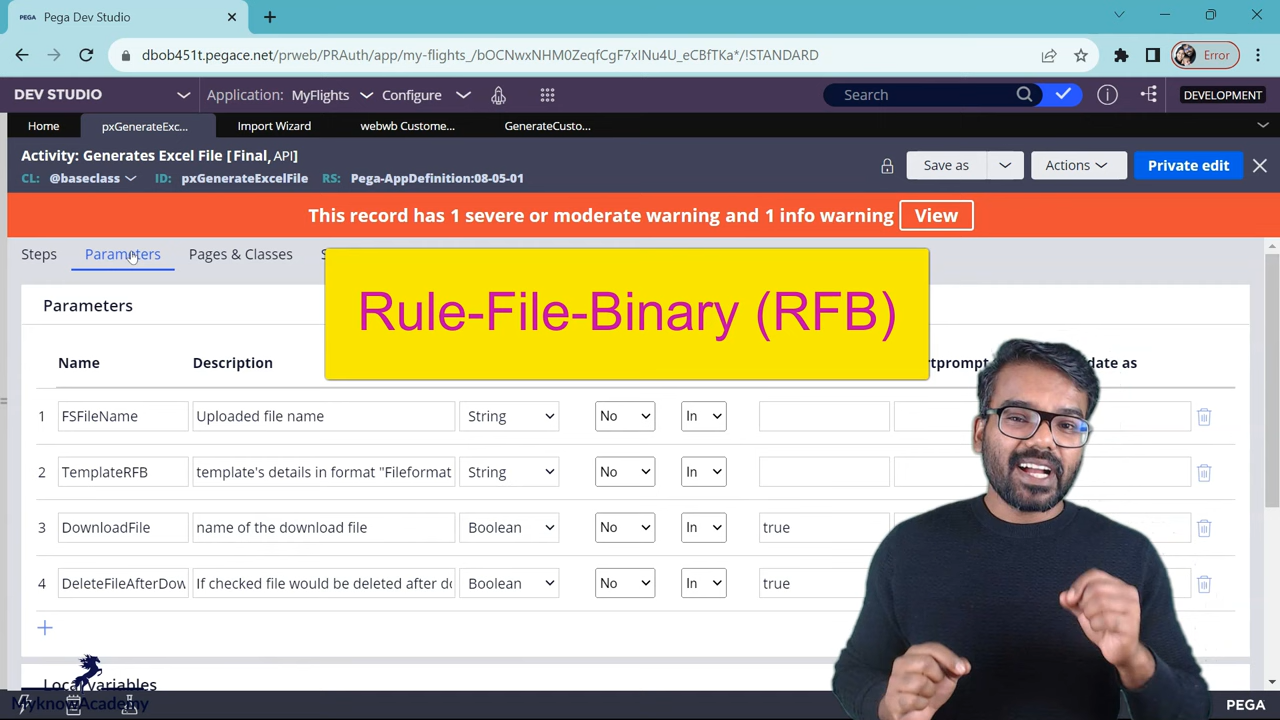 PEGA Pega Dev Studio
dbob451t.pegace.net/prweb/PRAuth/app/my-flights_/bOCNwxNHM0ZeqfCgF7xINu4U_eCBfTKa*/!STANDARD
Error
DEV STUDIO Application: MyFlights Configure Search DEVELOPMENT
Home pxGenerateExc... Import Wizard webwb Custome... GenerateCusto...
Activity: Generates Excel File [Final, API]
CL: @baseclass ID: pxGenerateExcelFile RS: Pega-AppDefinition:08-05-01
Save as Actions Private edit
This record has 1 severe or moderate warning and 1 info warning View
Steps Parameters Pages & Classes
Rule-File-Binary (RFB)
Parameters
Name Description
1 FSFileName Uploaded file name String No In
2 TemplateRFB template's details in format "Fileformat String No In
3 DownloadFile name of the download file Boolean No In true
4 DeleteFileAfterDow If checked file would be deleted after do Boolean No In true
Local variables
MyknowAcademy
PEGA